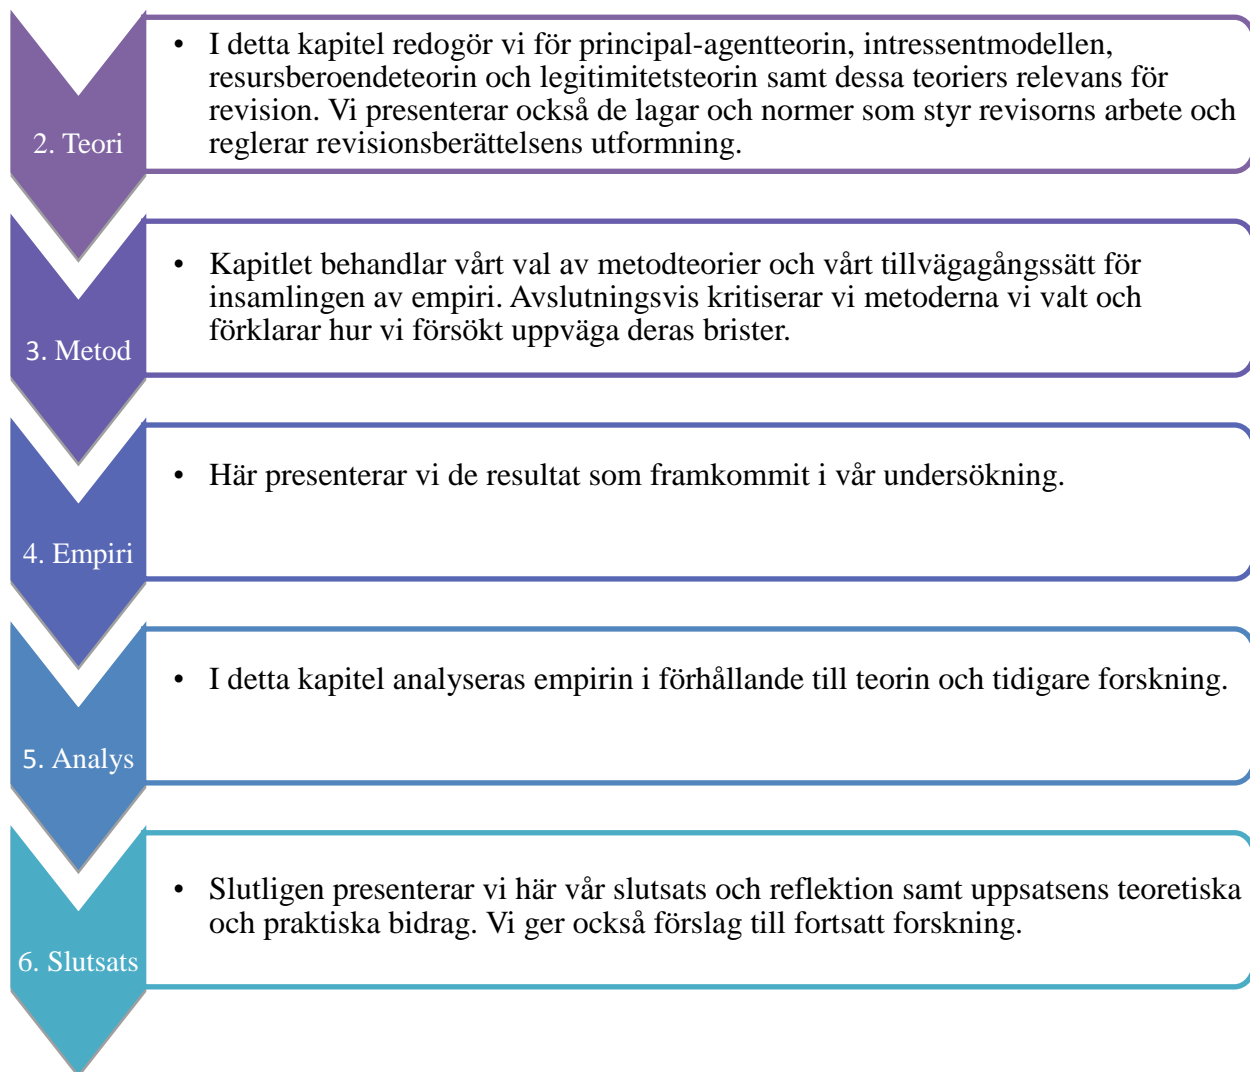 2. Teori
• I detta kapitel redogör vi för principal-agentteorin, intressentmodellen,
resursberoendeteorin och legitimitetsteorin samt dessa teoriers relevans för
revision. Vi presenterar också de lagar och normer som styr revisorns arbete och
reglerar revisionsberättelsens utformning.
3. Metod
• Kapitlet behandlar vårt val av metodteorier och vårt tillvägagångssätt för
insamlingen av empiri. Avslutningsvis kritiserar vi metoderna vi valt och
förklarar hur vi försökt uppväga deras brister.
4. Empiri
• Här presenterar vi de resultat som framkommit i vår undersökning.
5. Analys
• I detta kapitel analyseras empirin i förhållande till teorin och tidigare forskning.
6. Slutsats
• Slutligen presenterar vi här vår slutsats och reflektion samt uppsatsens teoretiska
och praktiska bidrag. Vi ger också förslag till fortsatt forskning.